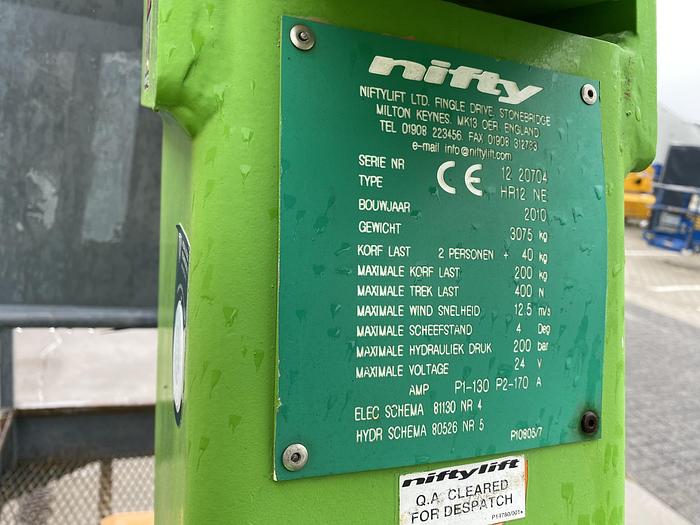 nifty
NIFTYLIFT LTD. FINGLE DRIVE, STONEBRIDGE
MILTON KEYNES. MK13 0ER. ENGLAND.
TEL 01908 223456. FAX 01908 312733
e-mail info@niftylift.com
CE
SERIE NR 12 20704
TYPE HR12 NE
BOUWJAAR 2010
GEWICHT 3075 kg
KORF LAST 2 PERSONEN + 40 kg
MAXIMALE KORF LAST 200 kg
MAXIMALE TREK LAST 400 N
MAXIMALE WIND SNELHEID 12.5 m/s
MAXIMALE SCHEEFSTAND 4 Deg
MAXIMALE HYDRAULIEK DRUK 200 bar
MAXIMALE VOLTAGE 24 V
AMP P1-130 P2-170 A
ELEC SCHEMA 81130 NR 4
HYDR SCHEMA 80526 NR 5
P10805/7
niftylift
Q.A. CLEARED
FOR DESPATCH
P14780/001